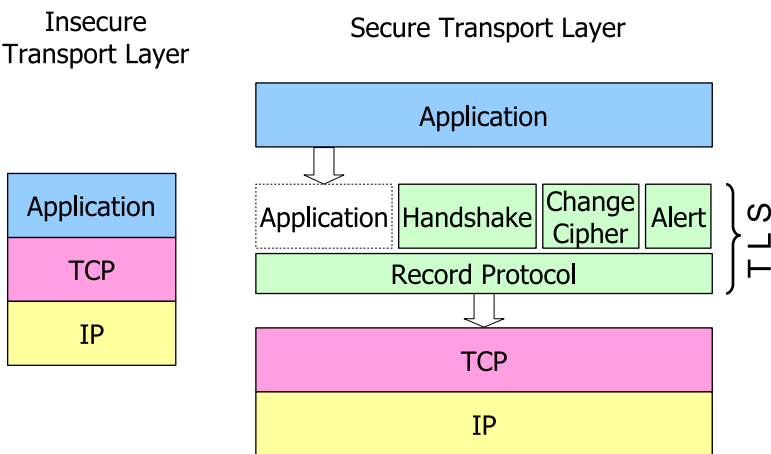 Insecure
Transport Layer
Secure Transport Layer
Application
Application
Handshake
Change
Cipher
Alert
Record Protocol
TLS
Application
TCP
IP
TCP
IP